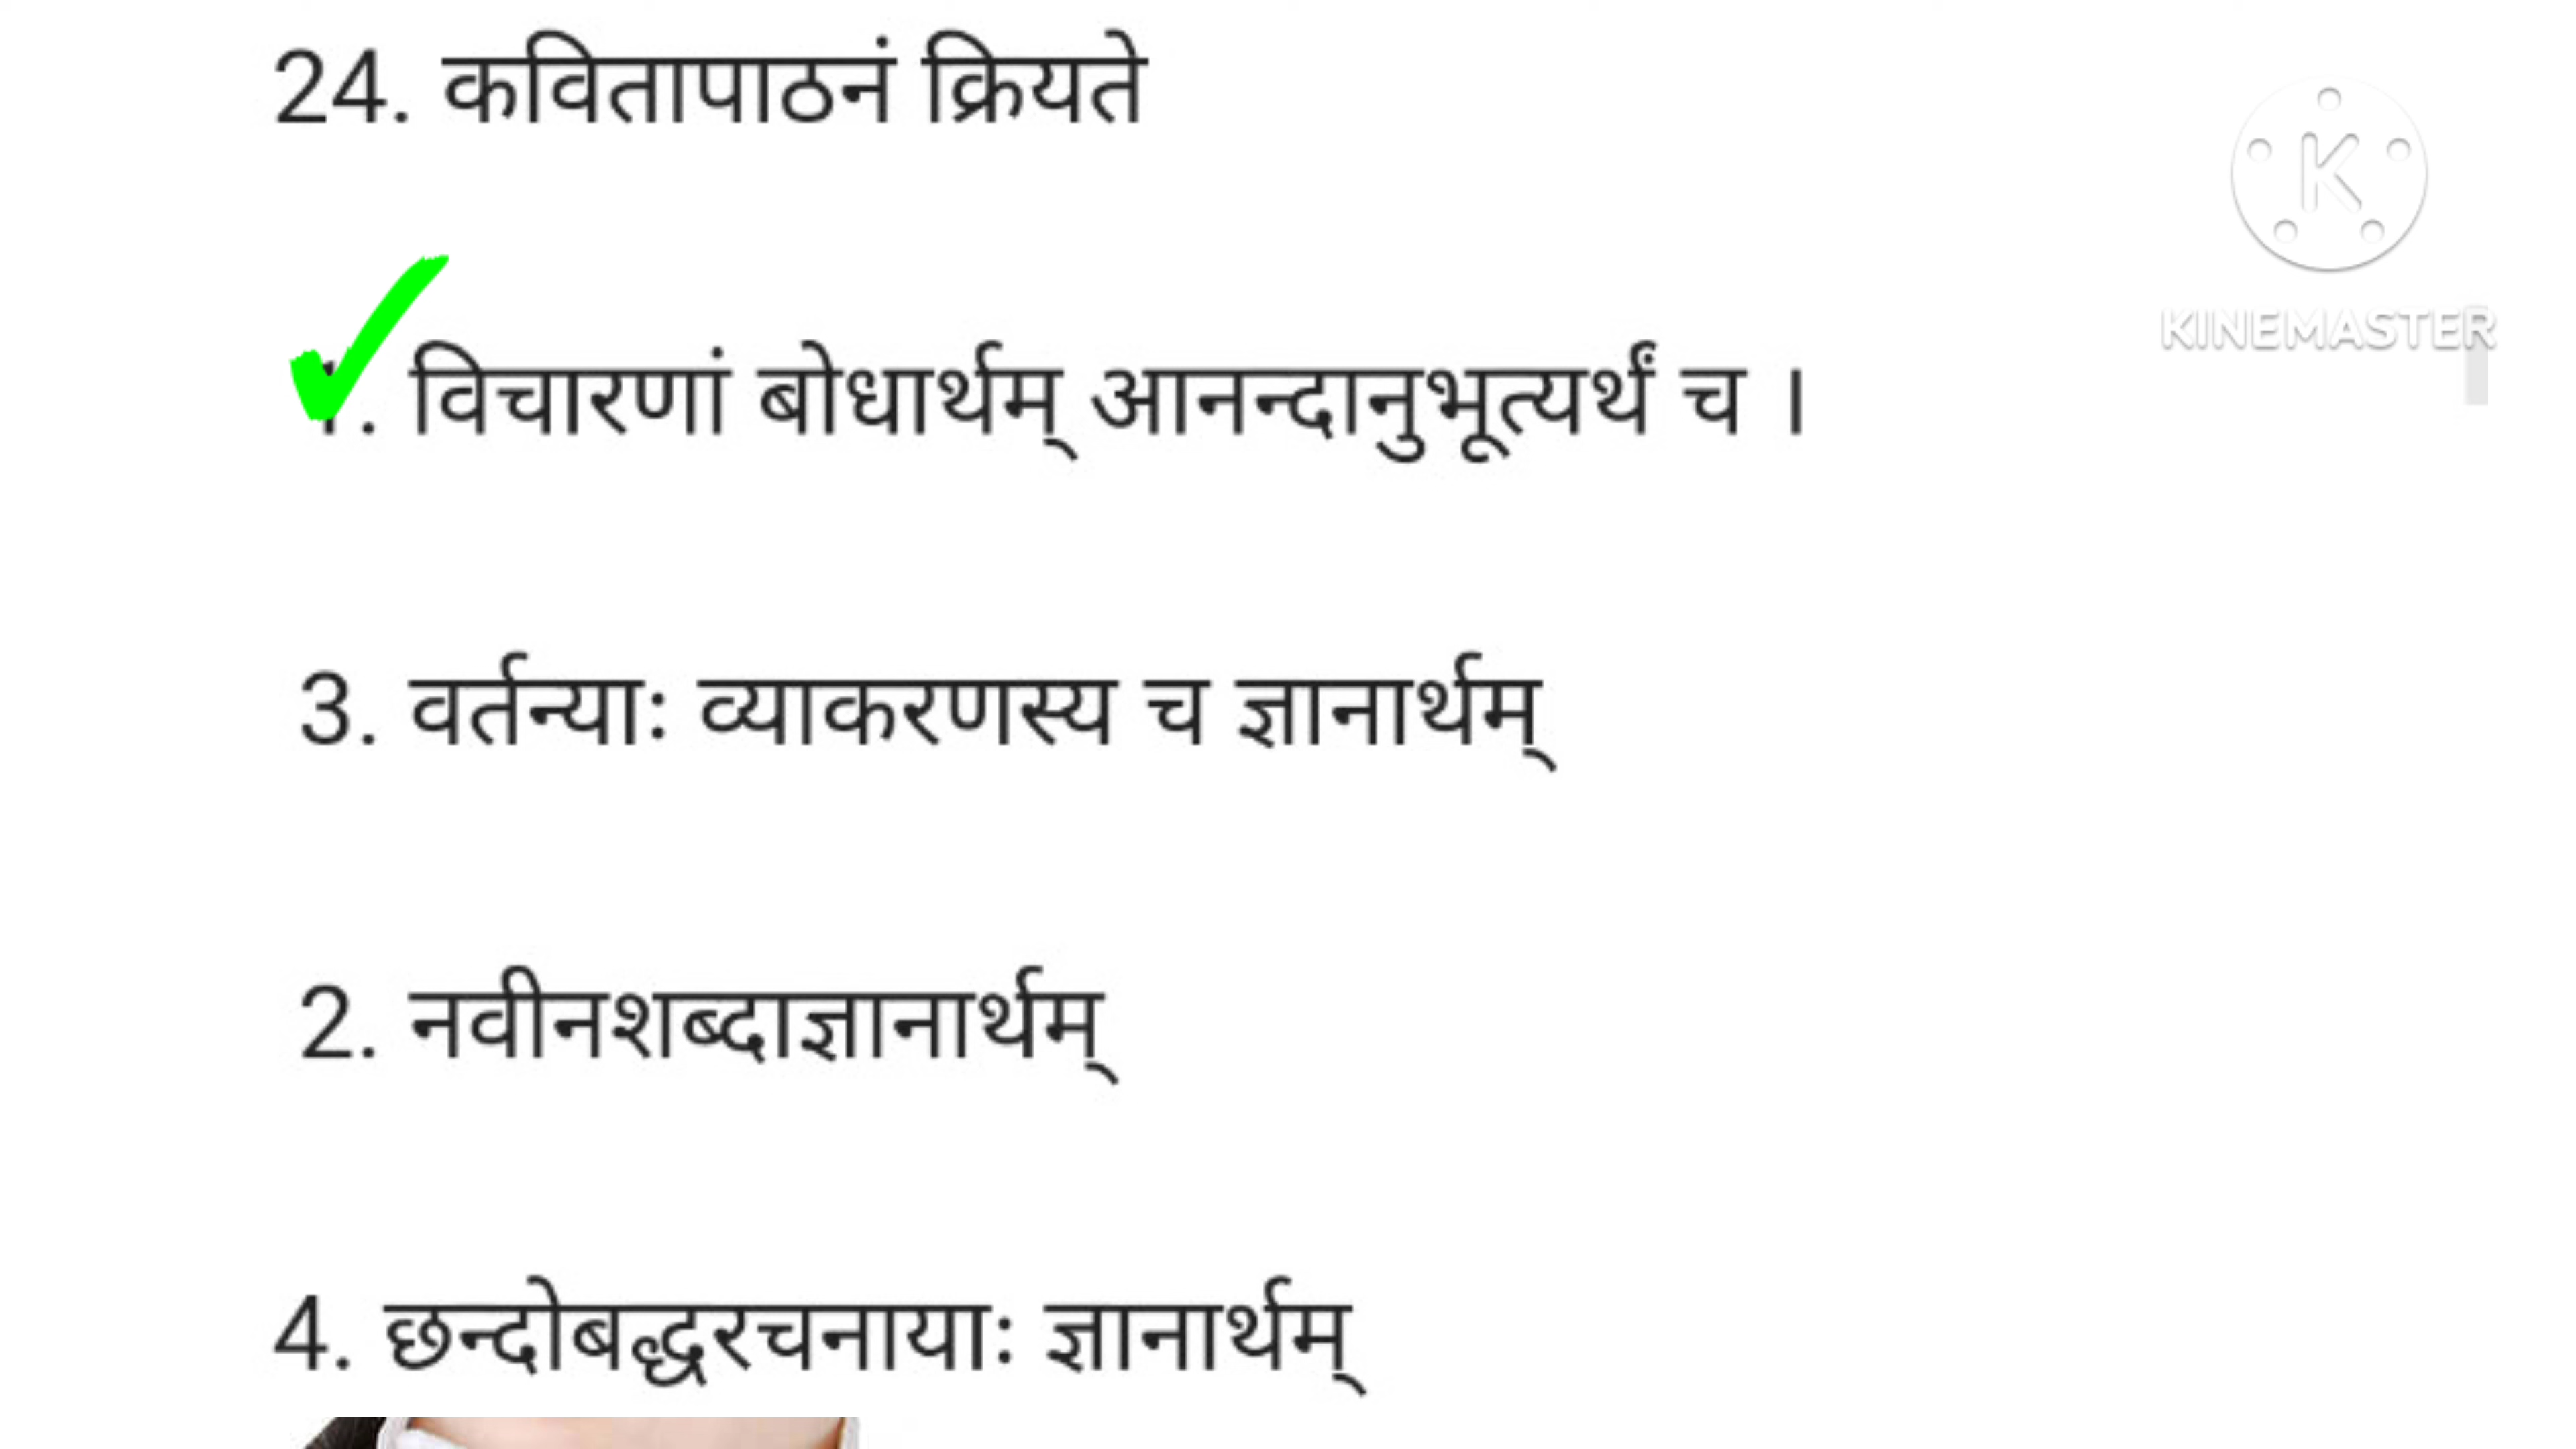 24. कवितापाठनं क्रियते
KINEMASTER
1. विचारणां बोधार्थम् आनन्दानुभूत्यर्थं च ।
3. वर्तन्याः व्याकरणस्य च ज्ञानार्थम्
2. नवीनशब्दाज्ञानार्थम्
4. छन्दोबद्धरचनायाः ज्ञानार्थम्